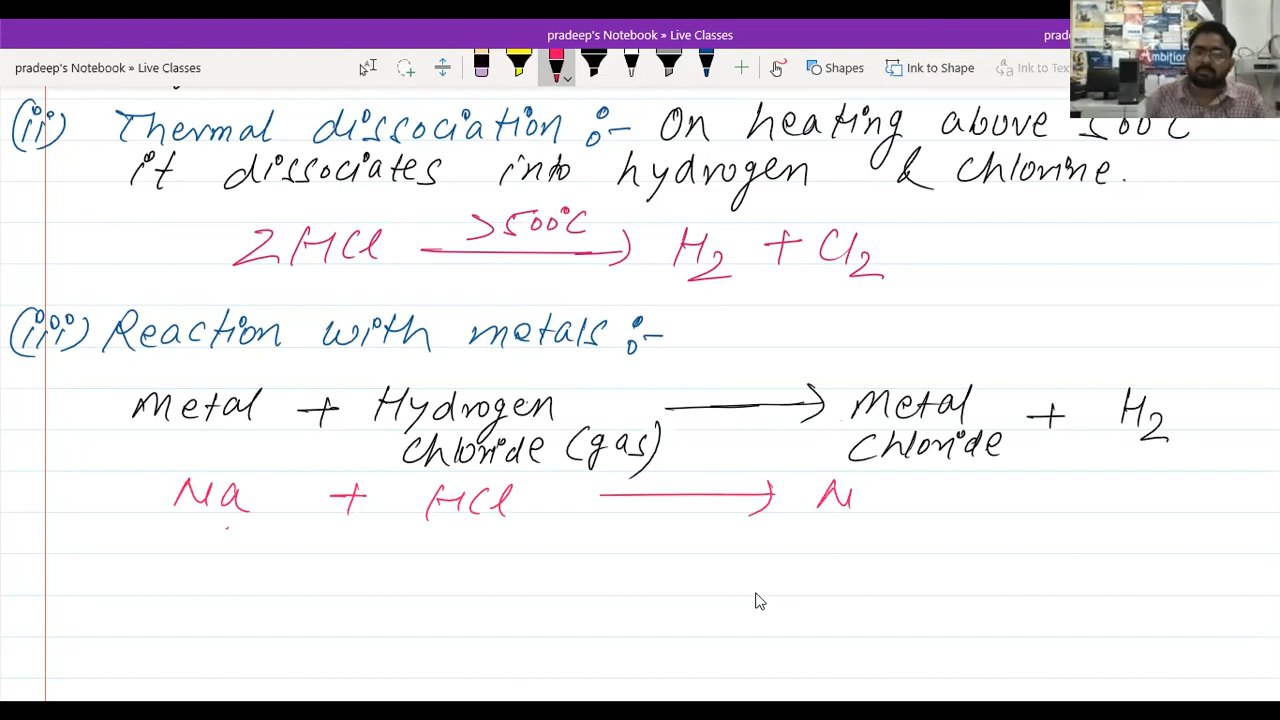 pradeep's Notebook » Live Classes
prade
pradeep's Notebook » Live Classes
Shapes
Ink to Shape
Ink to Text
Ambition
(ii) Thermal dissociation :- On heating above 500°C
it dissociates into hydrogen & chlorine.
2HCl >500°C → H2 + Cl2
(iii) Reaction with metals :-
Metal + Hydrogen → Metal + H2
chloride (gas) chloride
Na + HCl → N